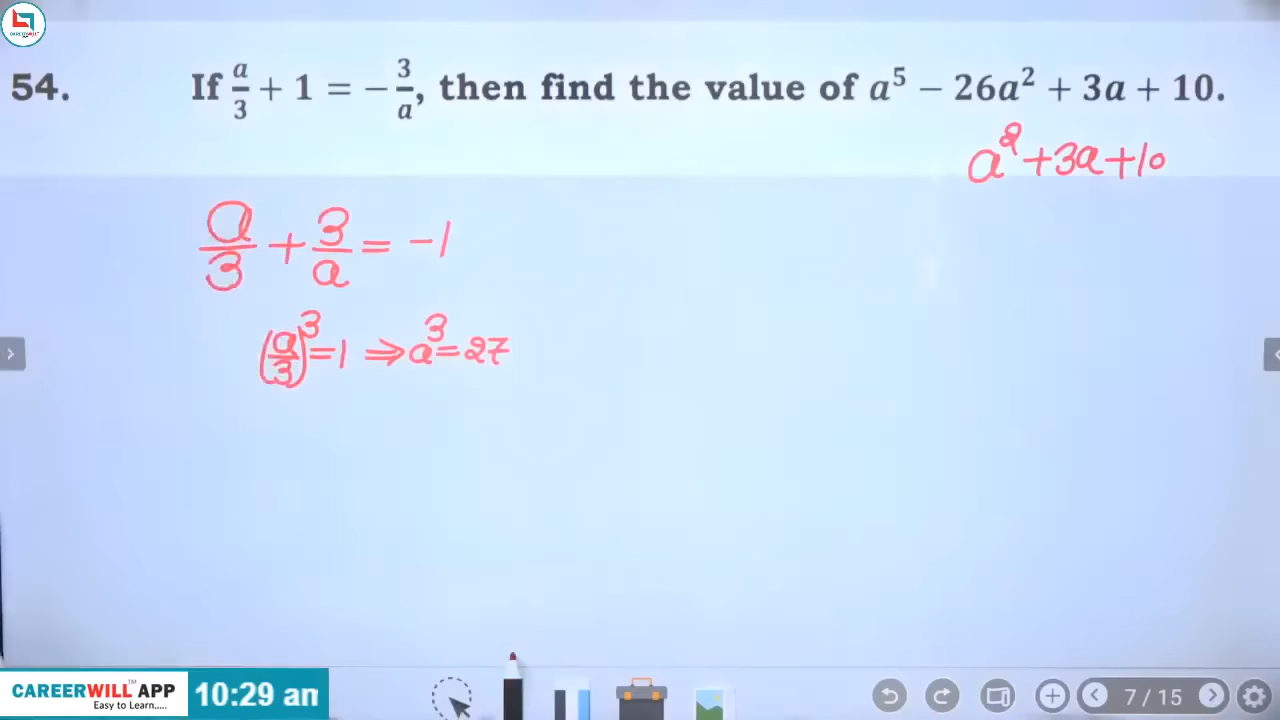 CAREERWILL
54. If a/3 + 1 = −3/a, then find the value of a⁵ − 26a² + 3a + 10.
a² + 3a + 10
a/3 + 3/a = −1
(a/3)³ = 1 ⇒ a³ = 27
CAREERWILL™ APP
Easy to Learn.....
10:29 am
7 / 15